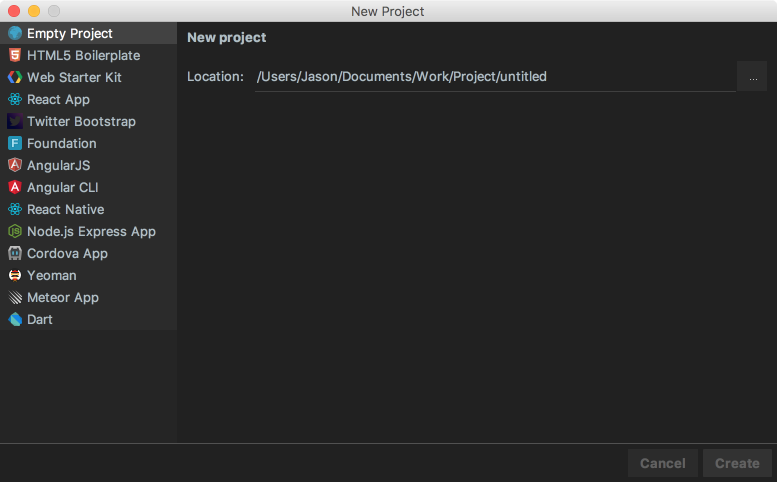 New Project
Empty Project
HTML5 Boilerplate
Web Starter Kit
React App
Twitter Bootstrap
Foundation
AngularJS
Angular CLI
React Native
Node.js Express App
Cordova App
Yeoman
Meteor App
Dart
New project
Location: /Users/Jason/Documents/Work/Project/untitled ...
Cancel Create